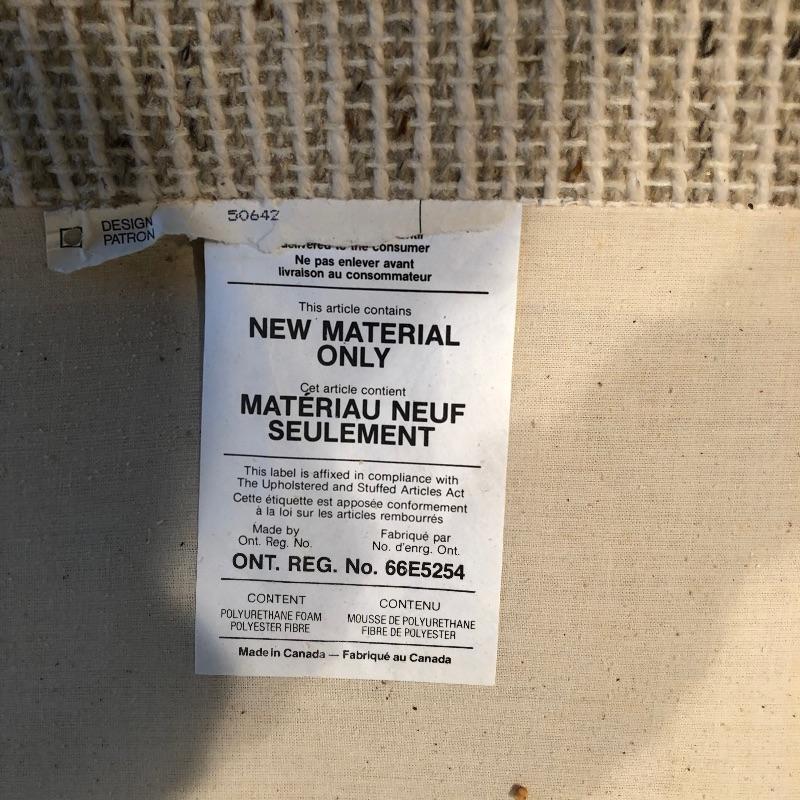 DESIGN
PATRON
50642
delivered to the consumer
Ne pas enlever avant
livraison au consommateur
This article contains
NEW MATERIAL
ONLY
Cet article contient
MATÉRIAU NEUF
SEULEMENT
This label is affixed in compliance with
The Upholstered and Stuffed Articles Act
Cette étiquette est apposée conformement
à la loi sur les articles rembourrés
Made by
Ont. Reg. No.
Fabriqué par
No. d'enrg. Ont.
ONT. REG. No. 66E5254
CONTENT
POLYURETHANE FOAM
POLYESTER FIBRE
CONTENU
MOUSSE DE POLYURETHANE
FIBRE DE POLYESTER
Made in Canada — Fabriqué au Canada